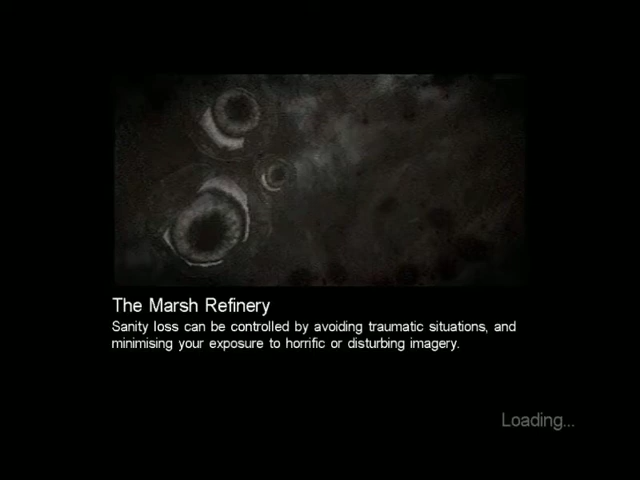 The Marsh Refinery
Sanity loss can be controlled by avoiding traumatic situations, and
minimising your exposure to horrific or disturbing imagery.
Loading...